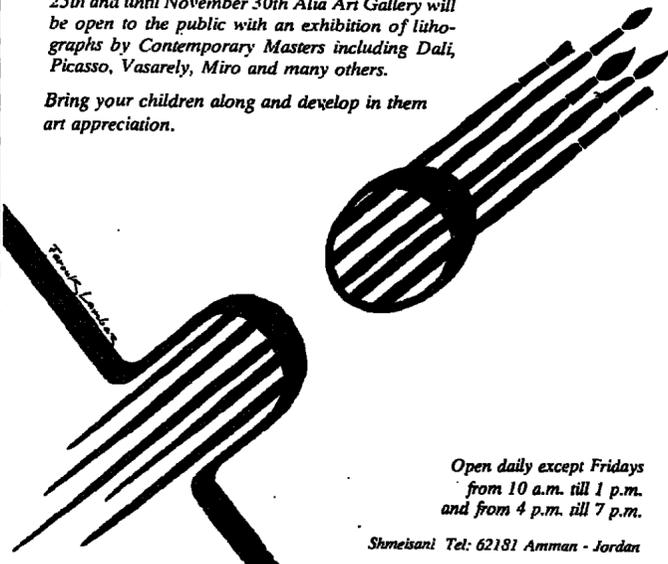 25th and until November 30th Alia Art Gallery will
be open to the public with an exhibition of litho-
graphs by Contemporary Masters including Dali,
Picasso, Vasarely, Miro and many others.
Bring your children along and develop in them
art appreciation.
Farouk Lambaz
Open daily except Fridays
from 10 a.m. till 1 p.m.
and from 4 p.m. till 7 p.m.
Shmeisani Tel: 62181 Amman - Jordan